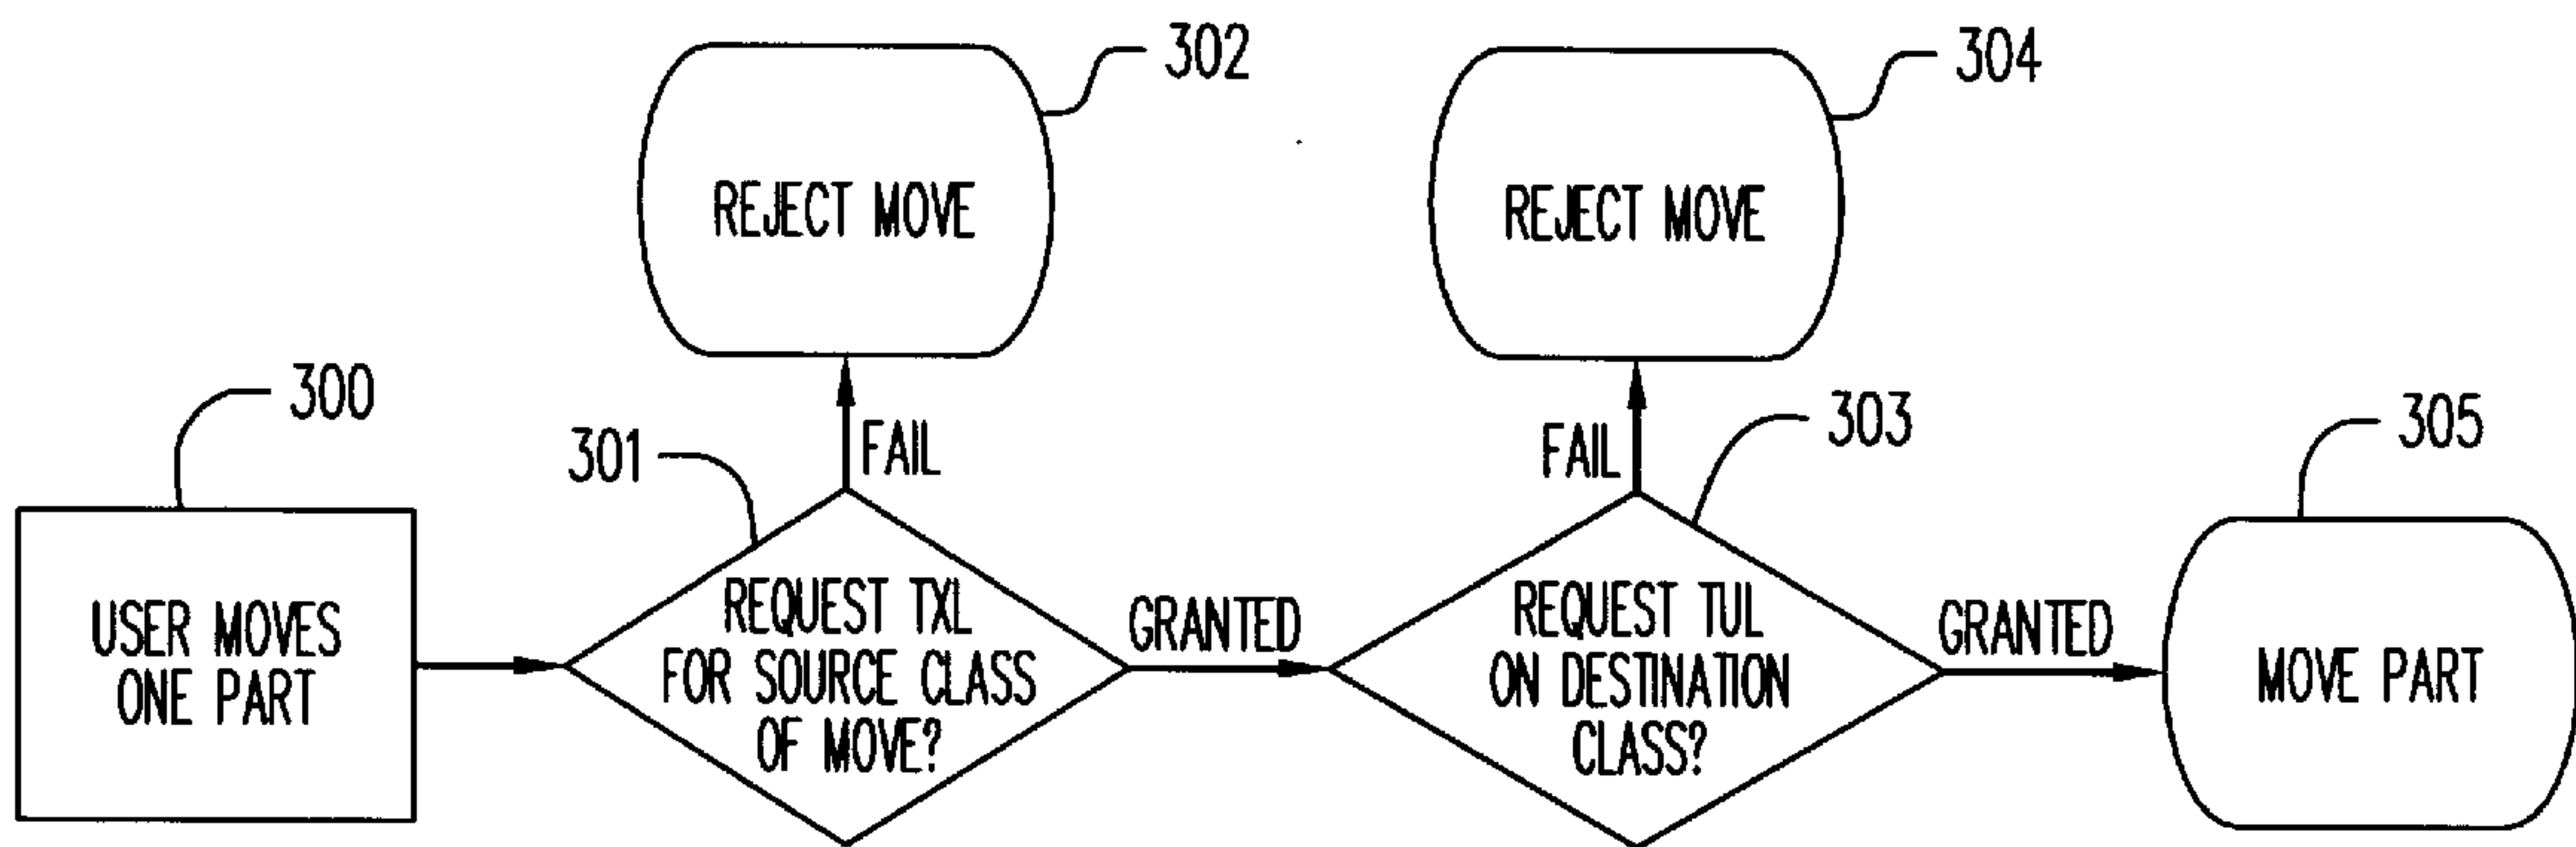 302
REJECT MOVE
304
REJECT MOVE
300
USER MOVES
ONE PART
301
FAIL
REQUEST TXL
FOR SOURCE CLASS
OF MOVE?
GRANTED
FAIL
303
REQUEST TUL
ON DESTINATION
CLASS?
GRANTED
305
MOVE PART